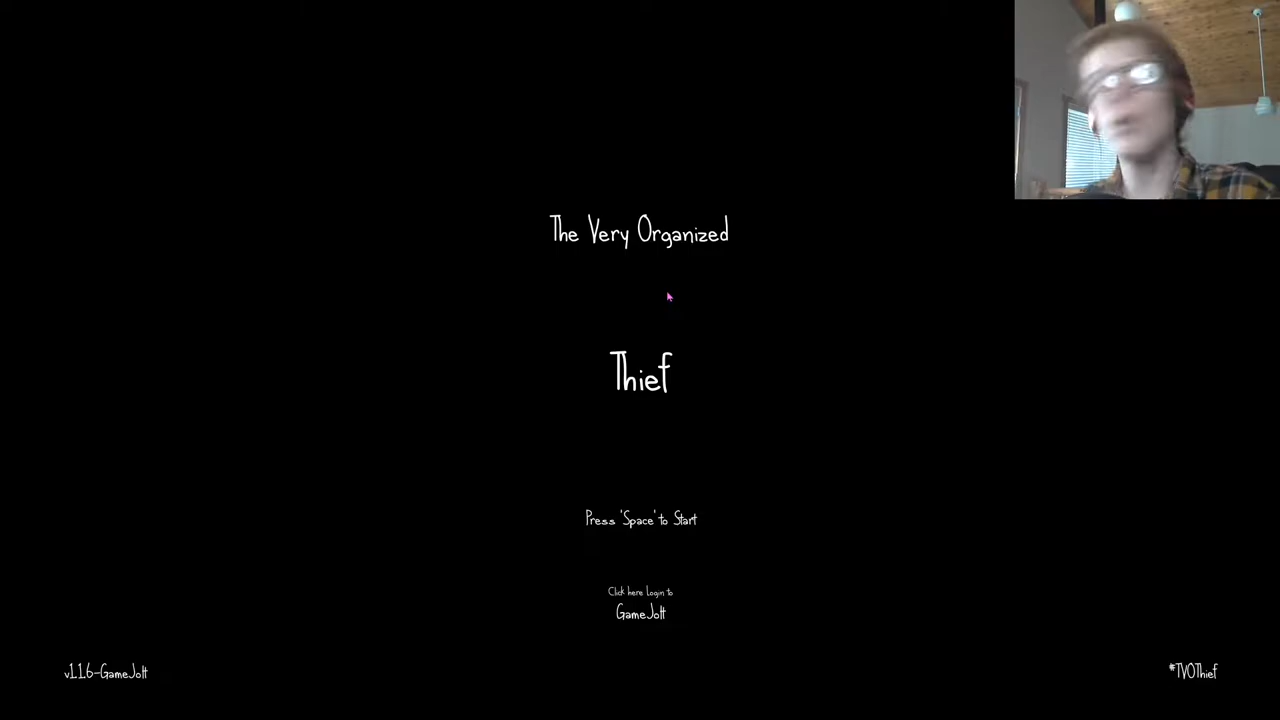 The Very Organized
Thief
Press 'Space' to Start
Click here Login to
GameJolt
v1.1.6-GameJolt
#TVOThief